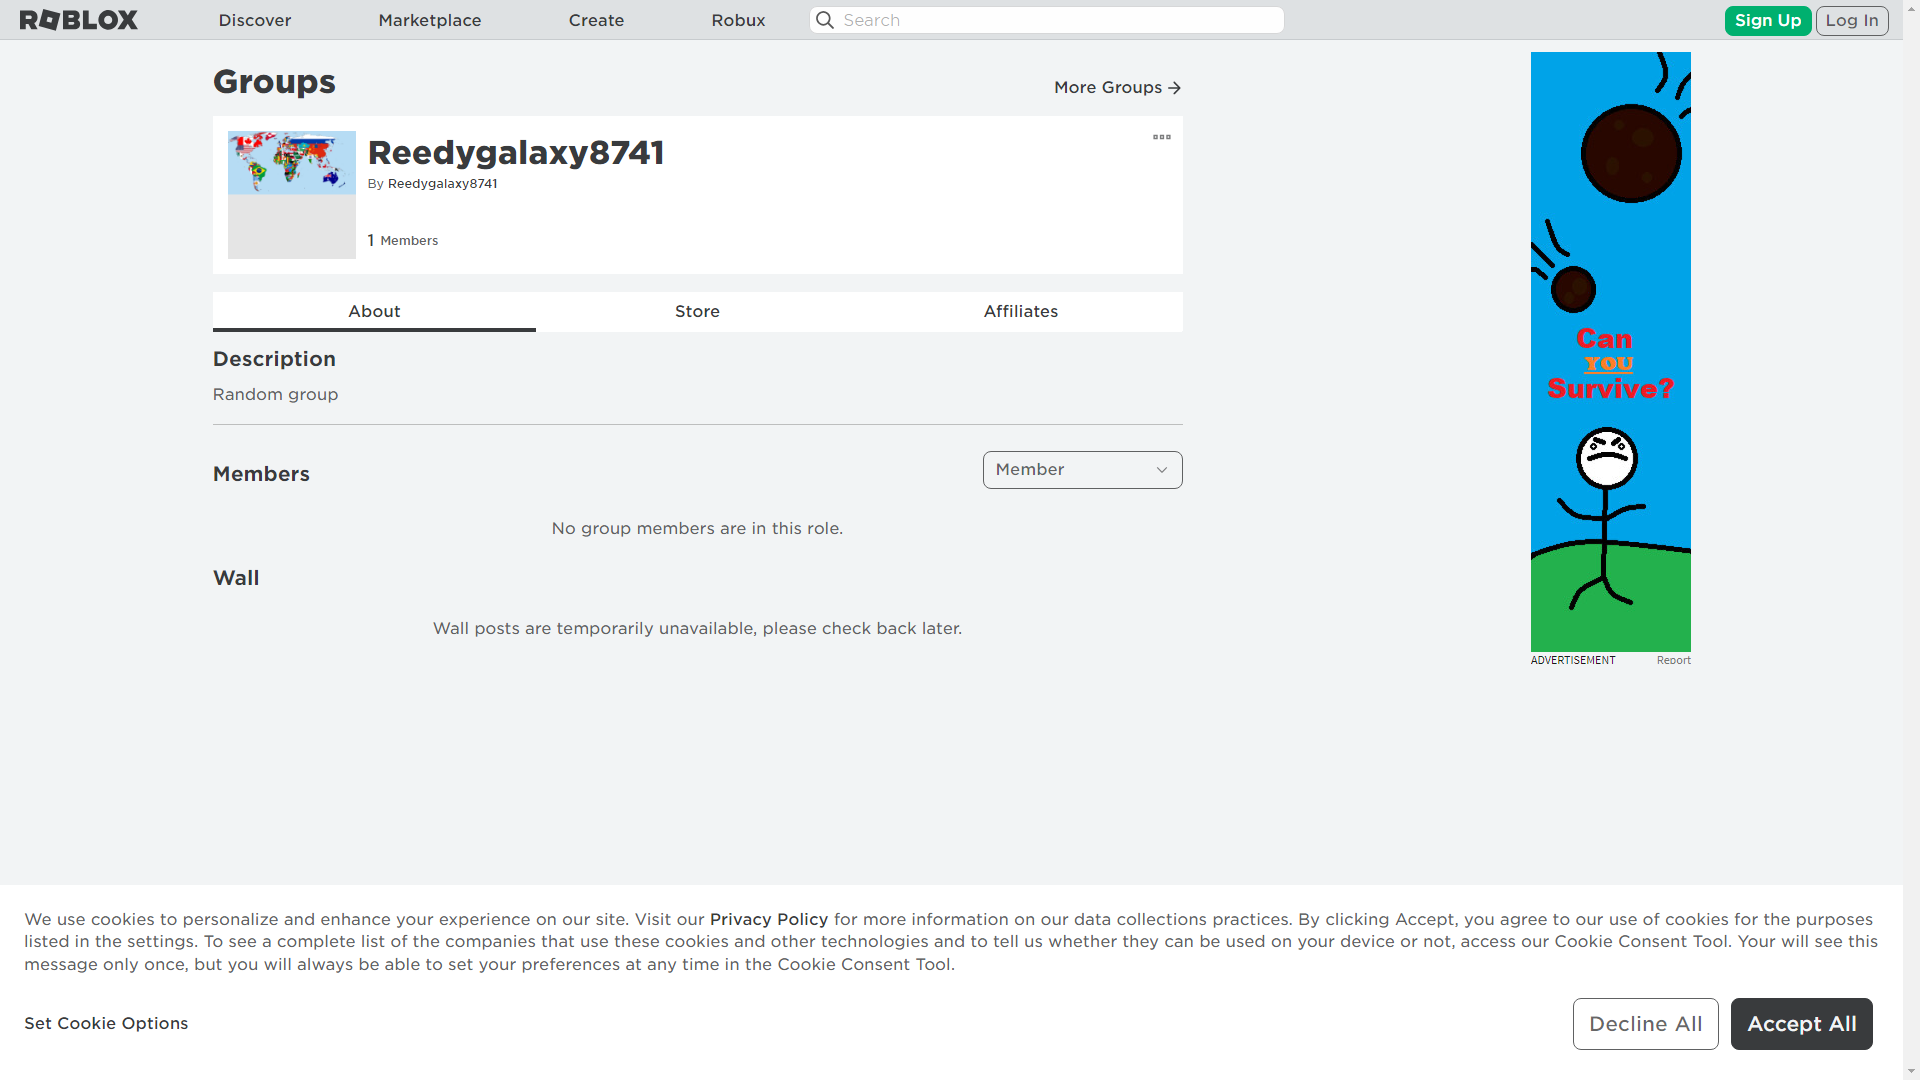 ROBLOX Discover Marketplace Create Robux Search Sign Up Log In
Groups
More Groups
Reedygalaxy8741
By Reedygalaxy8741
1 Members
About Store Affiliates
Description
Random group
Members
Member
No group members are in this role.
Wall
Wall posts are temporarily unavailable, please check back later.
Can
YOU
Survive?
ADVERTISEMENT Report
We use cookies to personalize and enhance your experience on our site. Visit our Privacy Policy for more information on our data collections practices. By clicking Accept, you agree to our use of cookies for the purposes
listed in the settings. To see a complete list of the companies that use these cookies and other technologies and to tell us whether they can be used on your device or not, access our Cookie Consent Tool. Your will see this
message only once, but you will always be able to set your preferences at any time in the Cookie Consent Tool.
Set Cookie Options
Decline All
Accept All